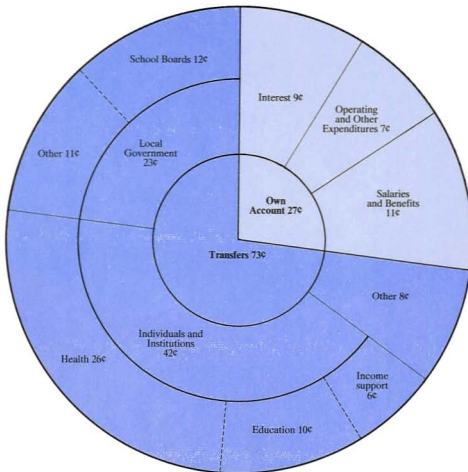 School Boards 12¢
Interest 9¢
Operating
and Other
Expenditures 7¢
Other 11¢
Local
Government
23¢
Own
Account 27¢
Salaries
and Benefits
11¢
Transfers 73¢
Other 8¢
Individuals and
Institutions
42¢
Health 26¢
Income
support
6¢
Education 10¢